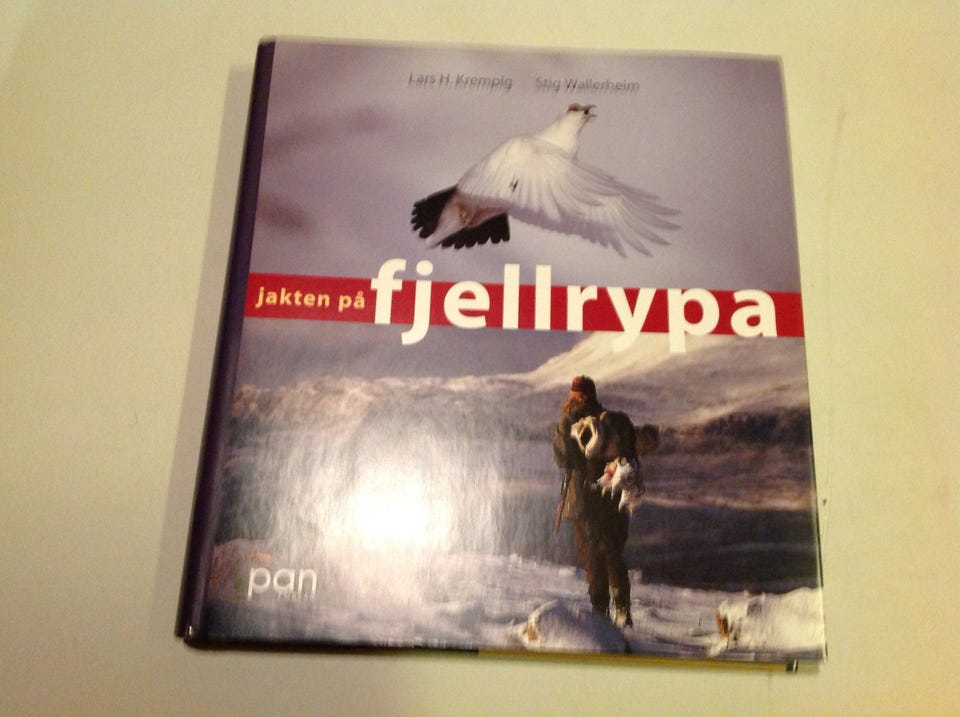 Lars H. Krempig Stig Wallerheim
jakten på fjellrypa
pan